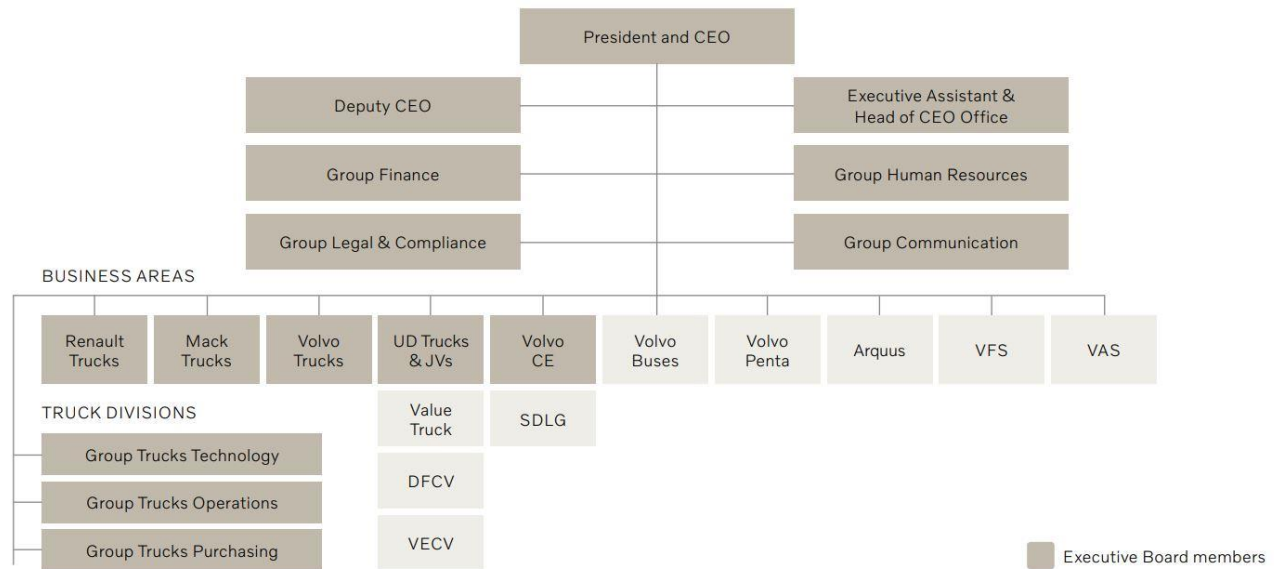 President and CEO
Deputy CEO
Executive Assistant &
Head of CEO Office
Group Finance
Group Human Resources
Group Legal & Compliance
Group Communication
BUSINESS AREAS
Renault
Trucks
Mack
Trucks
Volvo
Trucks
UD Trucks
& JVs
Volvo
CE
Volvo
Buses
Volvo
Penta
Arquus
VFS
VAS
Value
Truck
SDLG
DFCV
VECV
TRUCK DIVISIONS
Group Trucks Technology
Group Trucks Operations
Group Trucks Purchasing
Executive Board members